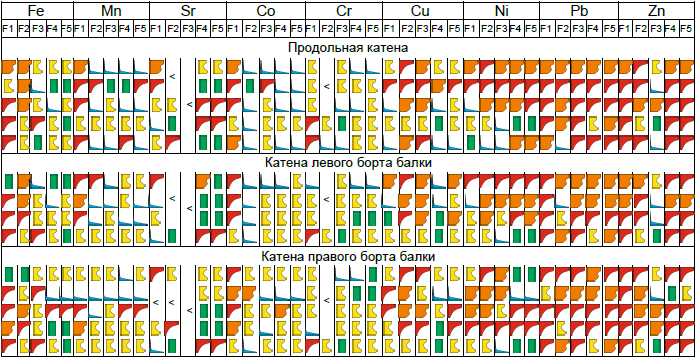 Fe Mn Sr Co Cr Cu Ni Pb Zn
F1 F2 F3 F4 F5 F1 F2 F3 F4 F5 F1 F2 F3 F4 F5 F1 F2 F3 F4 F5 F1 F2 F3 F4 F5 F1 F2 F3 F4 F5 F1 F2 F3 F4 F5 F1 F2 F3 F4 F5 F1 F2 F3 F4 F5
Продольная катена
< < <
Катена левого борта балки
< < <
Катена правого борта балки
< < < <